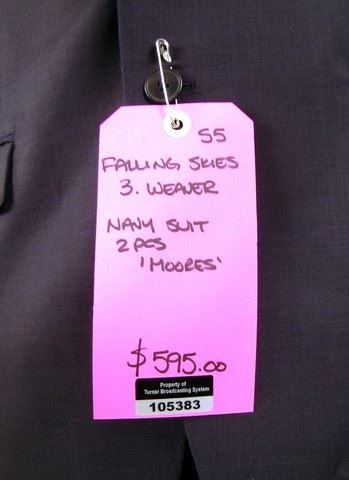 S5
FALLING SKIES
3. WEAVER
NAVY SUIT
2 PCS
'MOORES'
$595.00
Property of
Turner Broadcasting System
105383